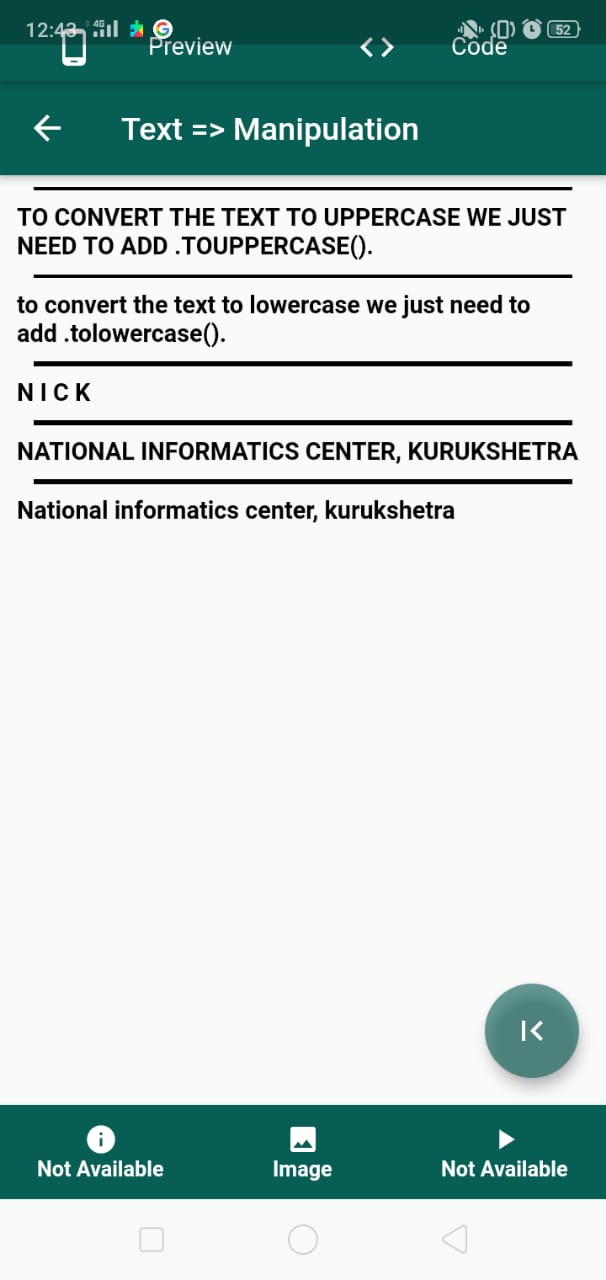 12:43 4G 52
Preview <> Code
Text => Manipulation
TO CONVERT THE TEXT TO UPPERCASE WE JUST
NEED TO ADD .TOUPPERCASE().
to convert the text to lowercase we just need to
add .tolowercase().
N I C K
NATIONAL INFORMATICS CENTER, KURUKSHETRA
National informatics center, kurukshetra
Not Available Image Not Available